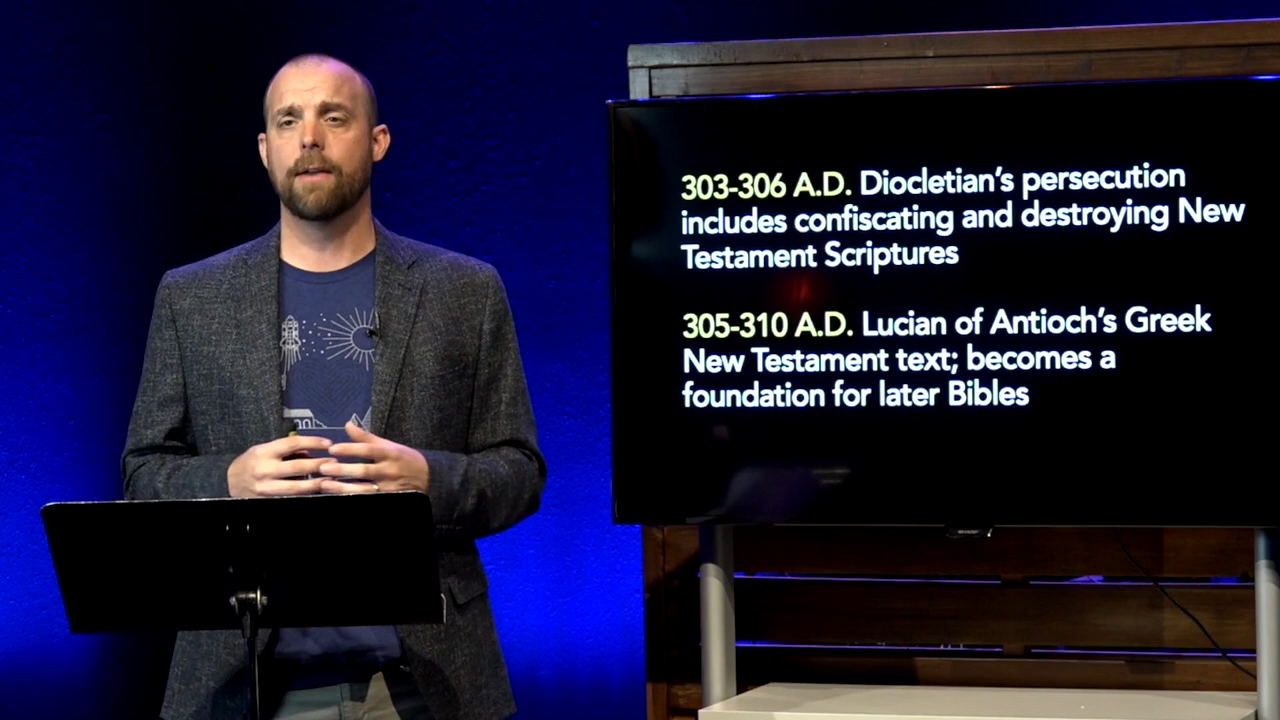 303-306 A.D. Diocletian's persecution
includes confiscating and destroying New
Testament Scriptures
305-310 A.D. Lucian of Antioch's Greek
New Testament text; becomes a
foundation for later Bibles